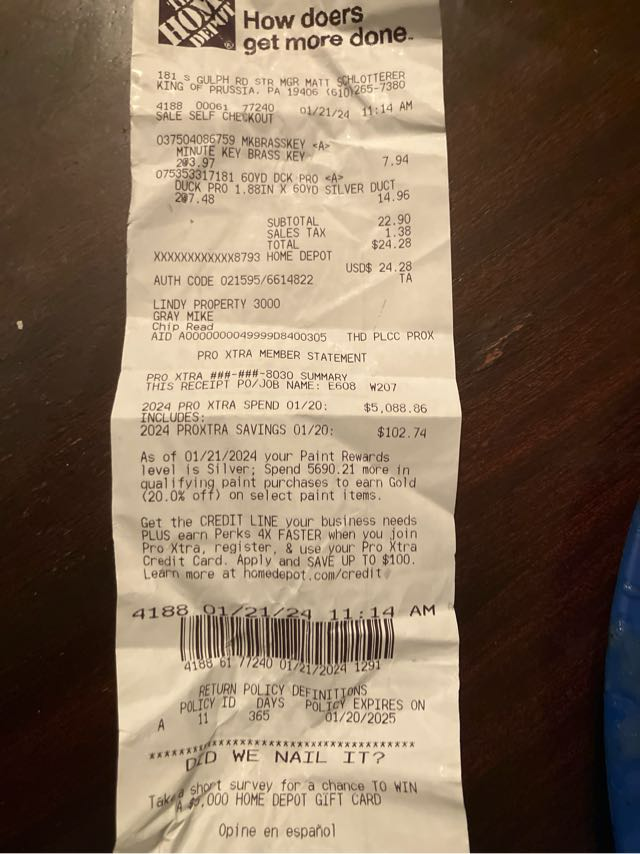 THE
HOME
DEPOT
How doers
get more done.
181 S GULPH RD STR MGR MATT SCHLOTTERER
KING OF PRUSSIA, PA 19406 (610)265-7380
4188 00061 77240 01/21/24 11:14 AM
SALE SELF CHECKOUT
037504086759 MKBRASSKEY <A>
MINUTE KEY BRASS KEY
2@3.97 7.94
075353317181 60YD DCK PRO <A>
DUCK PRO 1.88IN X 60YD SILVER DUCT
2@7.48 14.96
SUBTOTAL 22.90
SALES TAX 1.38
TOTAL $24.28
XXXXXXXXXXXX8793 HOME DEPOT
USD$ 24.28
AUTH CODE 021595/6614822 TA
LINDY PROPERTY 3000
GRAY MIKE
Chip Read
AID A0000000049999D8400305 THD PLCC PROX
PRO XTRA MEMBER STATEMENT
PRO XTRA ###-###-8030 SUMMARY
THIS RECEIPT PO/JOB NAME: E608 W207
2024 PRO XTRA SPEND 01/20: $5,088.86
INCLUDES:
2024 PROXTRA SAVINGS 01/20: $102.74
As of 01/21/2024 your Paint Rewards
level is Silver; Spend 5690.21 more in
qualifying paint purchases to earn Gold
(20.0% off) on select paint items.
Get the CREDIT LINE your business needs
PLUS earn Perks 4X FASTER when you join
Pro Xtra, register, & use your Pro Xtra
Credit Card. Apply and SAVE UP TO $100.
Learn more at homedepot.com/credit
4188 01/21/24 11:14 AM
4188 61 77240 01/21/2024 1291
RETURN POLICY DEFINITIONS
POLICY ID DAYS POLICY EXPIRES ON
A 11 365 01/20/2025
DID WE NAIL IT?
Take a short survey for a chance TO WIN
A $5,000 HOME DEPOT GIFT CARD
Opine en español